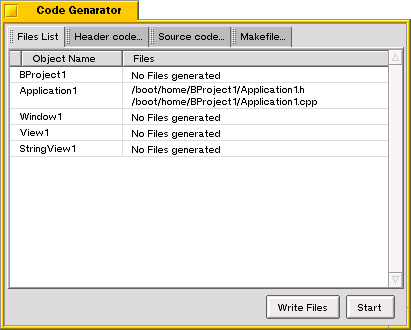 Code Genarator
Files List Header code... Source code... Makefile...
Object Name Files
BProject1 No Files generated
Application1 /boot/home/BProject1/Application1.h
/boot/home/BProject1/Application1.cpp
Window1 No Files generated
View1 No Files generated
StringView1 No Files generated
Write Files Start